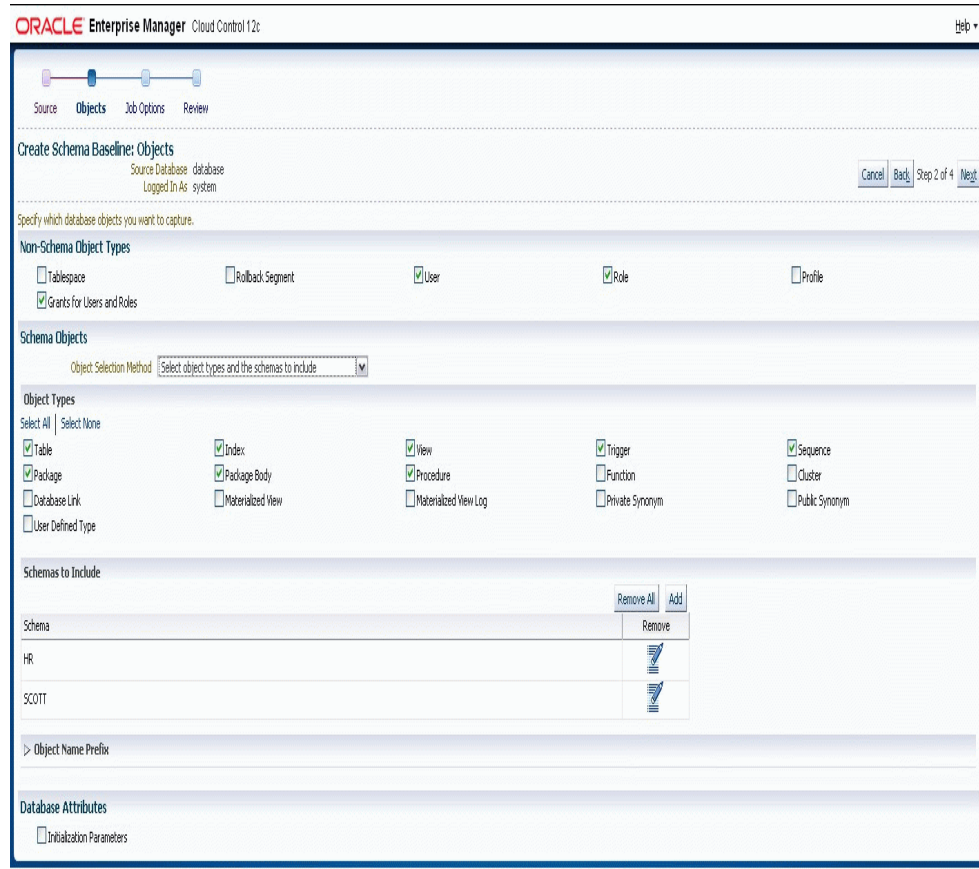 ORACLE Enterprise Manager Cloud Control 12c Help
Source Objects Job Options Review
Create Schema Baseline: Objects
Source Database database
Logged In As system
Cancel Back Step 2 of 4 Next
Specify which database objects you want to capture.
Non-Schema Object Types
Tablespace Rollback Segment User Role Profile
Grants for Users and Roles
Schema Objects
Object Selection Method Select object types and the schemas to include
Object Types
Select All Select None
Table Index View Trigger Sequence
Package Package Body Procedure Function Cluster
Database Link Materialized View Materialized View Log Private Synonym Public Synonym
User Defined Type
Schemas to Include
Remove All Add
Schema Remove
HR
SCOTT
Object Name Prefix
Database Attributes
Initialization Parameters